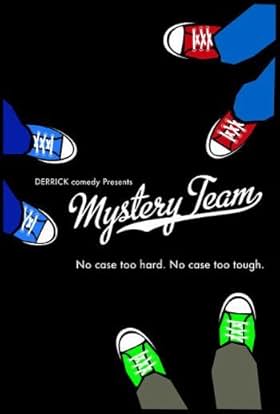 DERRICK comedy Presents
Mystery Team
No case too hard. No case too tough.